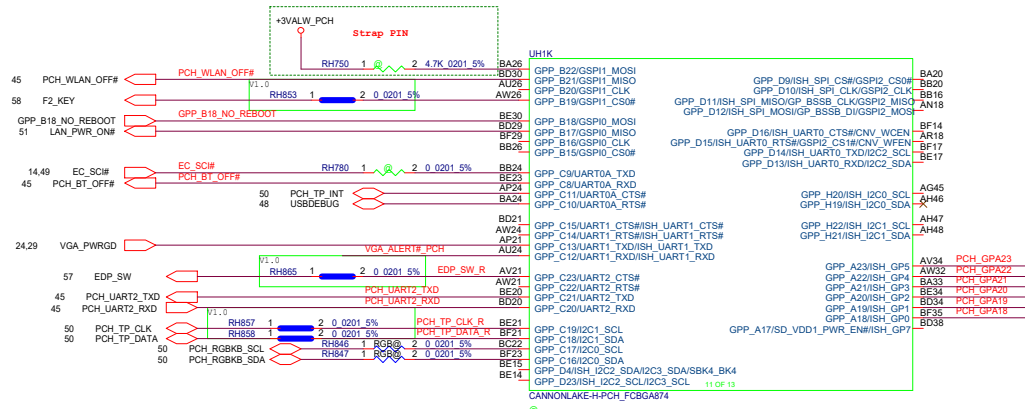 +3VALW_PCH
Strap PIN
UH1K
RH750 1 @ 2 4.7K_0201_5% BA26 GPP_B22/GSPI1_MOSI
45 PCH_WLAN_OFF# PCH_WLAN_OFF# BD30 GPP_B21/GSPI1_MISO GPP_D9/ISH_SPI_CS#/GSPI2_CS0# BA20
V1.0 AU26 GPP_B20/GSPI1_CLK GPP_D10/ISH_SPI_CLK/GSPI2_CLK BB20
58 F2_KEY RH853 1 2 0_0201_5% AW26 GPP_B19/GSPI1_CS0# GPP_D11/ISH_SPI_MISO/GP_BSSB_CLK/GSPI2_MISO BB16
GPP_D12/ISH_SPI_MOSI/GP_BSSB_DI/GSPI2_MOSI AN18
GPP_B18_NO_REBOOT GPP_B18_NO_REBOOT BE30 GPP_B18/GSPI0_MOSI
51 LAN_PWR_ON# BD29 GPP_B17/GSPI0_MISO GPP_D16/ISH_UART0_CTS#/CNV_WCEN BF14
BF29 GPP_B16/GSPI0_CLK GPP_D15/ISH_UART0_RTS#/GSPI2_CS1#/CNV_WFEN AR18
BB26 GPP_B15/GSPI0_CS0# GPP_D14/ISH_UART0_TXD/I2C2_SCL BF17
GPP_D13/ISH_UART0_RXD/I2C2_SDA BE17
14,49 EC_SCI# EC_SCI# RH780 1 @ 2 0_0201_5% BB24 GPP_C9/UART0A_TXD
45 PCH_BT_OFF# BE23 GPP_C8/UART0A_RXD
50 PCH_TP_INT AP24 GPP_C11/UART0A_CTS# GPP_H20/ISH_I2C0_SCL AG45
48 USBDEBUG BA24 GPP_C10/UART0A_RTS# GPP_H19/ISH_I2C0_SDA AH46
BD21 GPP_C15/UART1_CTS#/ISH_UART1_CTS# GPP_H22/ISH_I2C1_SCL AH47
AW24 GPP_C14/UART1_RTS#/ISH_UART1_RTS# GPP_H21/ISH_I2C1_SDA AH48
24,29 VGA_PWRGD AP21 GPP_C13/UART1_TXD/ISH_UART1_TXD
VGA_ALERT#_PCH AU24 GPP_C12/UART1_RXD/ISH_UART1_RXD
V1.0 GPP_A23/ISH_GP5 AV34 PCH_GPA23
57 EDP_SW RH865 1 2 0_0201_5% EDP_SW_R AV21 GPP_C23/UART2_CTS# GPP_A22/ISH_GP4 AW32 PCH_GPA22
AW21 GPP_C22/UART2_RTS# GPP_A21/ISH_GP3 BA33 PCH_GPA21
45 PCH_UART2_TXD PCH_UART2_TXD BE20 GPP_C21/UART2_TXD GPP_A20/ISH_GP2 BE34 PCH_GPA20
45 PCH_UART2_RXD PCH_UART2_RXD BD20 GPP_C20/UART2_RXD GPP_A19/ISH_GP1 BD34 PCH_GPA19
V1.0 GPP_A18/ISH_GP0 BF35 PCH_GPA18
50 PCH_TP_CLK RH857 1 2 0_0201_5% PCH_TP_CLK_R BE21 GPP_C19/I2C1_SCL GPP_A17/SD_VDD1_PWR_EN#/ISH_GP7 BD38
50 PCH_TP_DATA RH858 1 2 0_0201_5% PCH_TP_DATA_R BF21 GPP_C18/I2C1_SDA
50 PCH_RGBKB_SCL RH846 1 RGB@ 2 0_0201_5% BC22 GPP_C17/I2C0_SCL
50 PCH_RGBKB_SDA RH847 1 RGB@ 2 0_0201_5% BF23 GPP_C16/I2C0_SDA
BE15 GPP_D4/ISH_I2C2_SDA/I2C3_SDA/SBK4_BK4
BE14 GPP_D23/ISH_I2C2_SCL/I2C3_SCL 11 OF 13
CANNONLAKE-H-PCH_FCBGA874
@